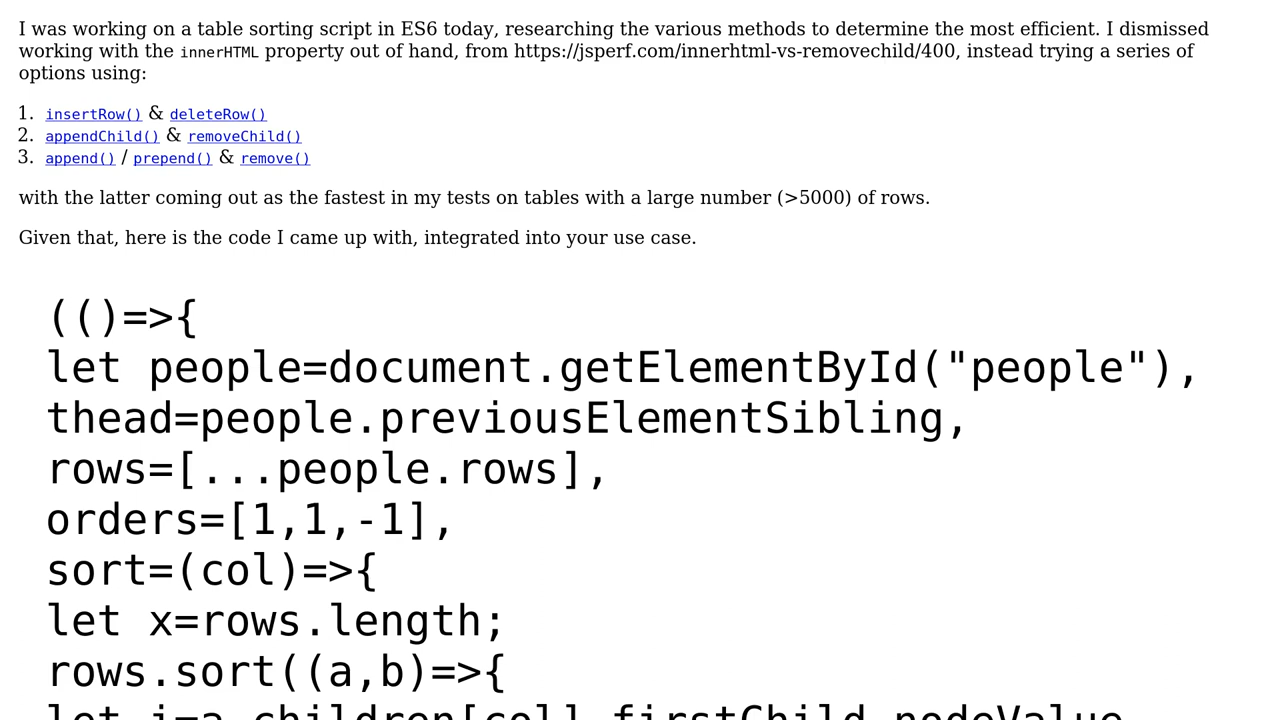 I was working on a table sorting script in ES6 today, researching the various methods to determine the most efficient. I dismissed
working with the innerHTML property out of hand, from https://jsperf.com/innerhtml-vs-removechild/400, instead trying a series of
options using:
1. insertRow() & deleteRow()
2. appendChild() & removeChild()
3. append() / prepend() & remove()
with the latter coming out as the fastest in my tests on tables with a large number (>5000) of rows.
Given that, here is the code I came up with, integrated into your use case.
(()=>{
let people=document.getElementById("people"),
thead=people.previousElementSibling,
rows=[...people.rows],
orders=[1,1,-1],
sort=(col)=>{
let x=rows.length;
rows.sort((a,b)=>{
let i=a.children[col].firstChild.nodeValue